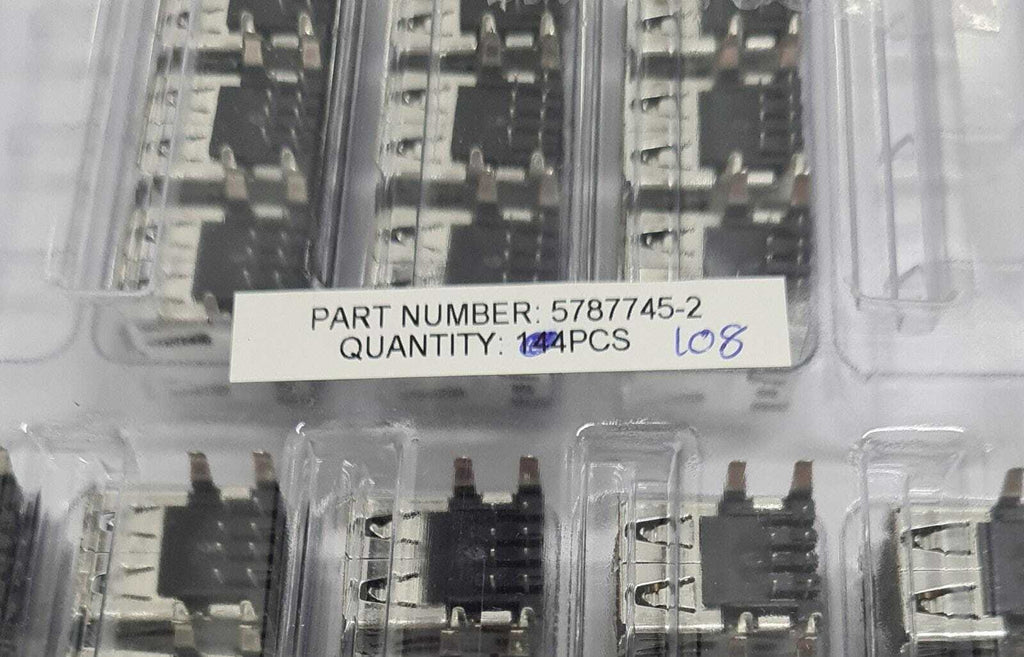 PART NUMBER: 5787745-2
QUANTITY: 144PCS 108